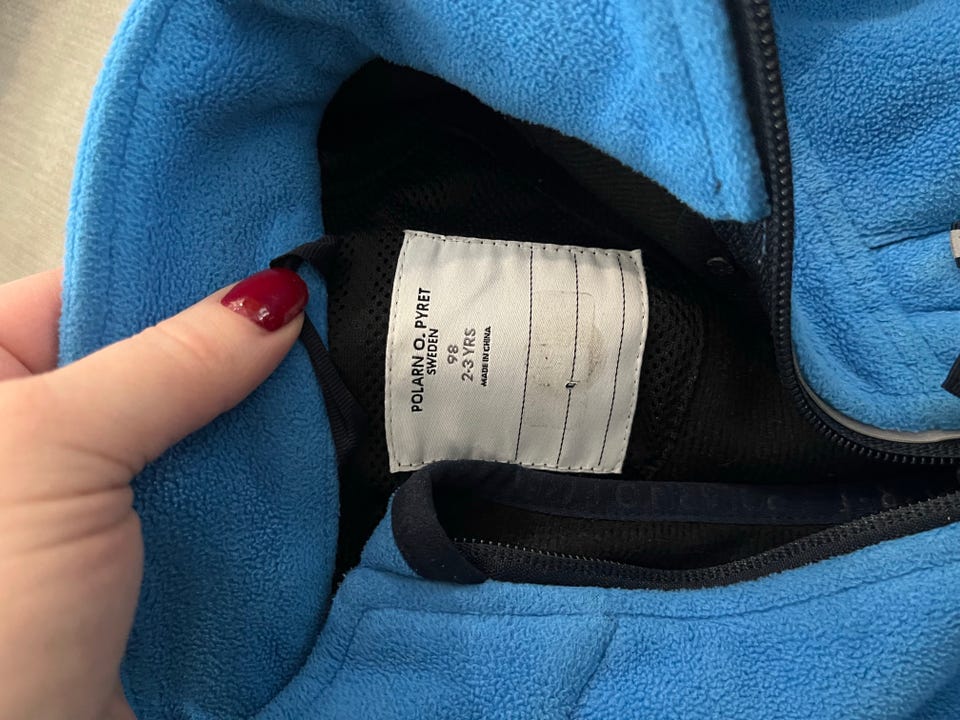 POLARN O. PYRET
SWEDEN
98
2-3 YRS
MADE IN CHINA